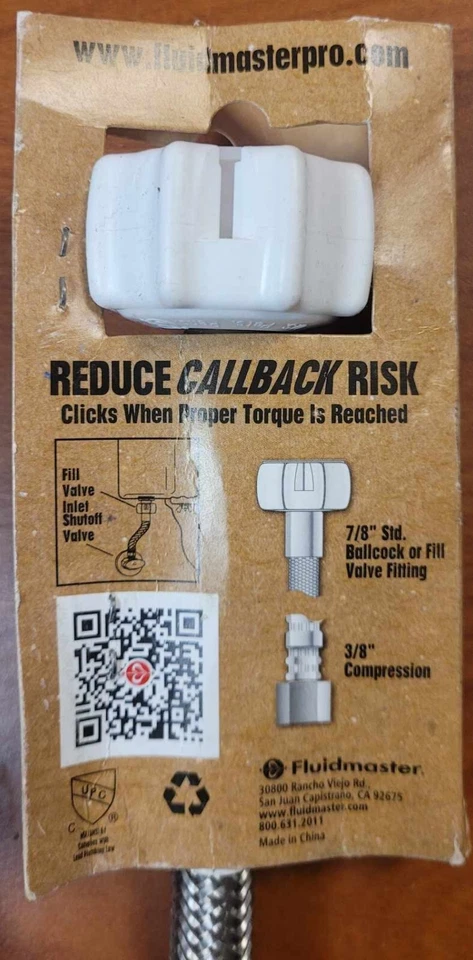 www.fluidmasterpro.com
REDUCE CALLBACK RISK
Clicks When Proper Torque Is Reached
Fill
Valve
Inlet
Shutoff
Valve
7/8" Std.
Ballcock or Fill
Valve Fitting
3/8"
Compression
Fluidmaster®
30800 Rancho Viejo Rd.
San Juan Capistrano, CA 92675
www.fluidmaster.com
800.631.2011
Made in China
UPC
C ®